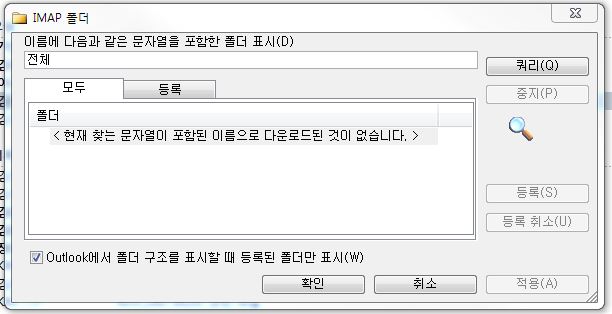 IMAP 폴더
이름에 다음과 같은 문자열을 포함한 폴더 표시(D)
전체
쿼리(Q)
모두
등록
중지(P)
폴더
< 현재 찾는 문자열이 포함된 이름으로 다운로드된 것이 없습니다. >
등록(S)
등록 취소(U)
Outlook에서 폴더 구조를 표시할 때 등록된 폴더만 표시(W)
확인
취소
적용(A)